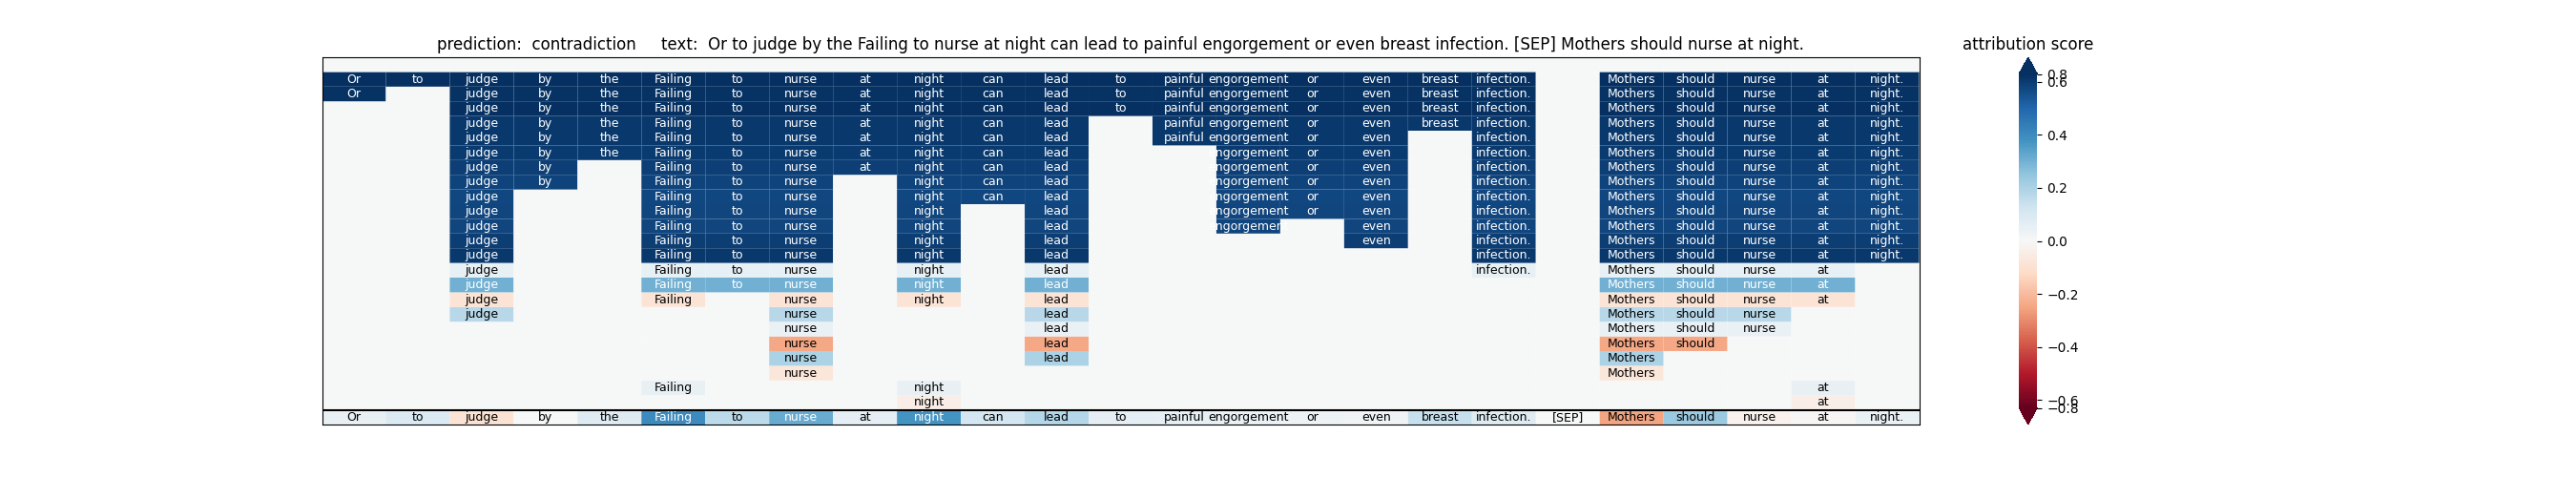 prediction: contradiction text: Or to judge by the Failing to nurse at night can lead to painful engorgement or even breast infection. [SEP] Mothers should nurse at night.
attribution score
Or to judge by the Failing to nurse at night can lead to painful engorgement or even breast infection. Mothers should nurse at night.
Or judge by the Failing to nurse at night can lead to painful engorgement or even breast infection. Mothers should nurse at night.
judge by the Failing to nurse at night can lead to painful engorgement or even breast infection. Mothers should nurse at night.
judge by the Failing to nurse at night can lead painful engorgement or even breast infection. Mothers should nurse at night.
judge by the Failing to nurse at night can lead painful engorgement or even infection. Mothers should nurse at night.
judge by the Failing to nurse at night can lead ngorgement or even infection. Mothers should nurse at night.
judge by Failing to nurse at night can lead ngorgement or even infection. Mothers should nurse at night.
judge by Failing to nurse night can lead ngorgement or even infection. Mothers should nurse at night.
judge Failing to nurse night can lead ngorgement or even infection. Mothers should nurse at night.
judge Failing to nurse night lead ngorgement or even infection. Mothers should nurse at night.
judge Failing to nurse night lead ngorgemer even infection. Mothers should nurse at night.
judge Failing to nurse night lead even infection. Mothers should nurse at night.
judge Failing to nurse night lead infection. Mothers should nurse at night.
judge Failing to nurse night lead infection. Mothers should nurse at
judge Failing to nurse night lead Mothers should nurse at
judge Failing nurse night lead Mothers should nurse at
judge nurse lead Mothers should nurse
nurse lead Mothers should nurse
nurse lead Mothers should
nurse lead Mothers
nurse Mothers
Failing night at
night at
Or to judge by the Failing to nurse at night can lead to painful engorgement or even breast infection. [SEP] Mothers should nurse at night.
0.8
0.6
0.4
0.2
0.0
−0.2
−0.4
−0.6
−0.8